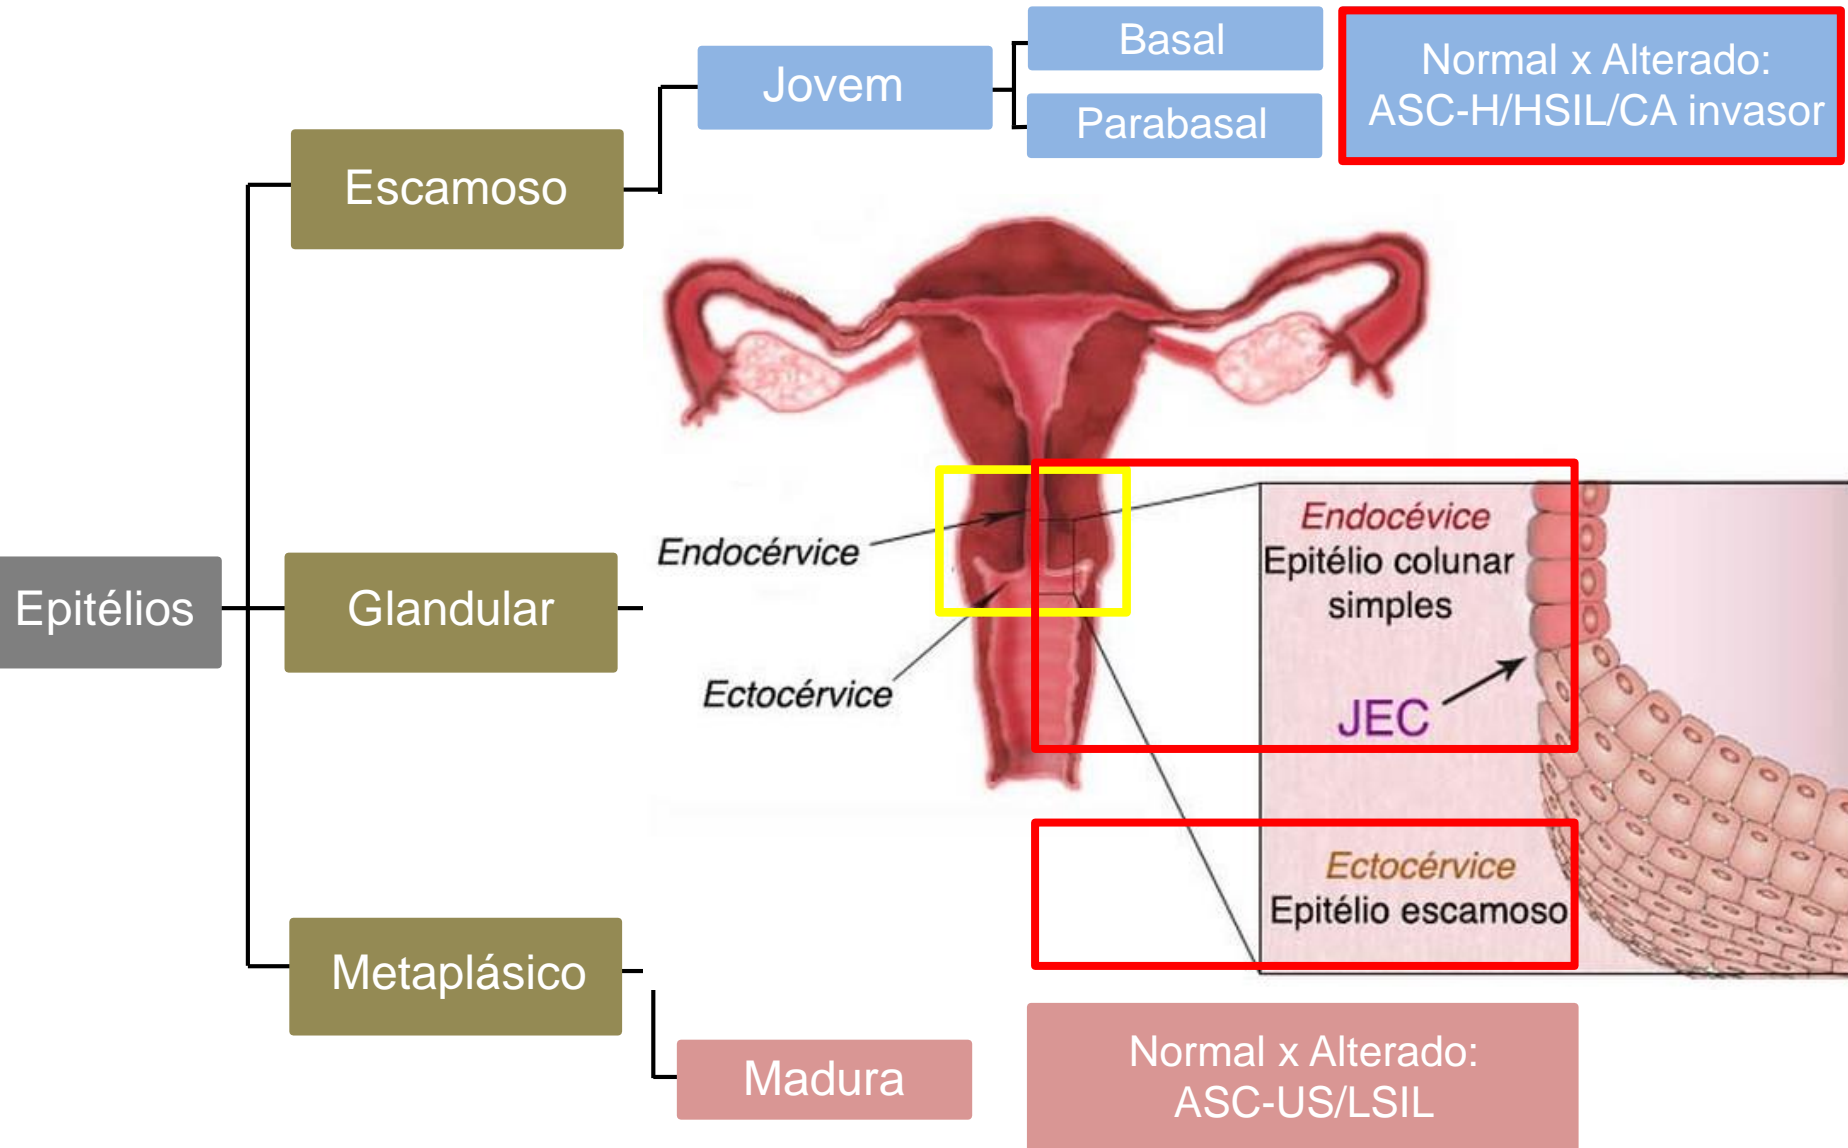 Basal
Normal x Alterado:
ASC-H/HSIL/CA invasor
Jovem
Parabasal
Escamoso
Endocévice
Epitélio colunar
simples
Endocérvice
Epitélios
Glandular
Ectocérvice
JEC
Ectocérvice
Epitélio escamoso
Metaplásico
Madura
Normal x Alterado:
ASC-US/LSIL